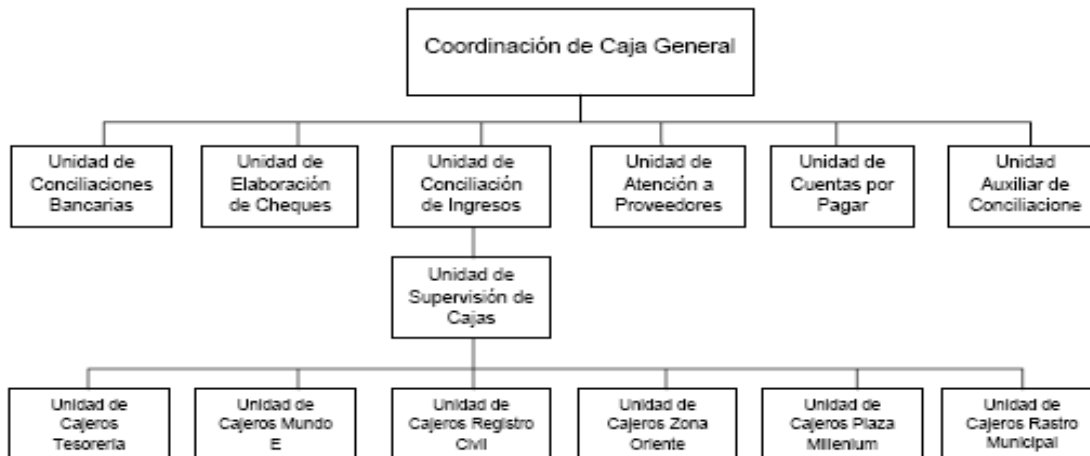 Coordinación de Caja General
Unidad de
Conciliaciones
Bancarias
Unidad de
Elaboración
de Cheques
Unidad de
Conciliación
de Ingresos
Unidad de
Atención a
Proveedores
Unidad de
Cuentas por
Pagar
Unidad
Auxiliar de
Conciliacione
Unidad de
Supervisión de
Cajas
Unidad de
Cajeros
Tesorería
Unidad de
Cajeros Mundo
E
Unidad de
Cajeros Registro
Civil
Unidad de
Cajeros Zona
Oriente
Unidad de
Cajeros Plaza
Millenium
Unidad de
Cajeros Rastro
Municipal